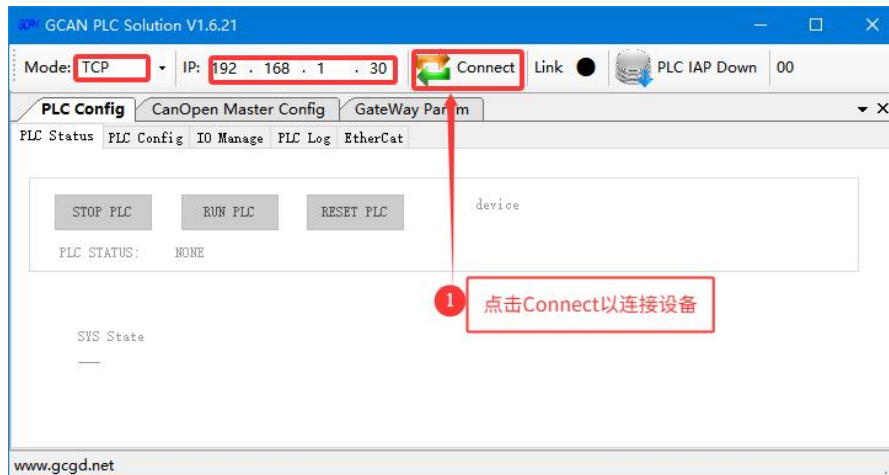 GCAN GCAN PLC Solution V1.6.21
Mode: TCP IP: 192 . 168 . 1 . 30 Connect Link PLC IAP Down 00
PLC Config CanOpen Master Config GateWay Param
PLC Status PLC Config IO Manage PLC Log EtherCat
STOP PLC RUN PLC RESET PLC device
PLC STATUS: NONE
1 点击Connect以连接设备
SYS State
www.gcgd.net